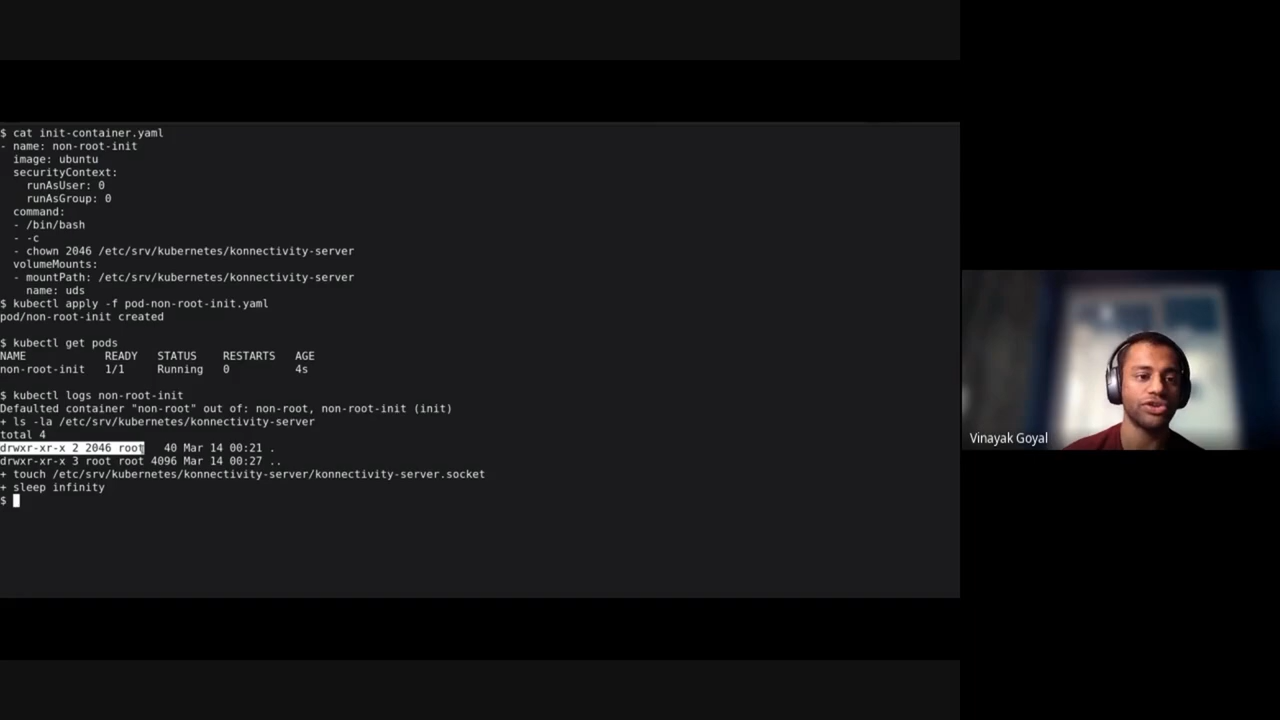 $ cat init-container.yaml
- name: non-root-init
  image: ubuntu
  securityContext:
    runAsUser: 0
    runAsGroup: 0
  command:
  - /bin/bash
  - -c
  - chown 2046 /etc/srv/kubernetes/konnectivity-server
  volumeMounts:
  - mountPath: /etc/srv/kubernetes/konnectivity-server
    name: uds
$ kubectl apply -f pod-non-root-init.yaml
pod/non-root-init created
$ kubectl get pods
NAME            READY   STATUS    RESTARTS   AGE
non-root-init   1/1     Running   0          4s
$ kubectl logs non-root-init
Defaulted container "non-root" out of: non-root, non-root-init (init)
+ ls -la /etc/srv/kubernetes/konnectivity-server
total 4
drwxr-xr-x 2 2046 root   40 Mar 14 00:21 .
drwxr-xr-x 3 root root 4096 Mar 14 00:27 ..
+ touch /etc/srv/kubernetes/konnectivity-server/konnectivity-server.socket
+ sleep infinity
$
Vinayak Goyal